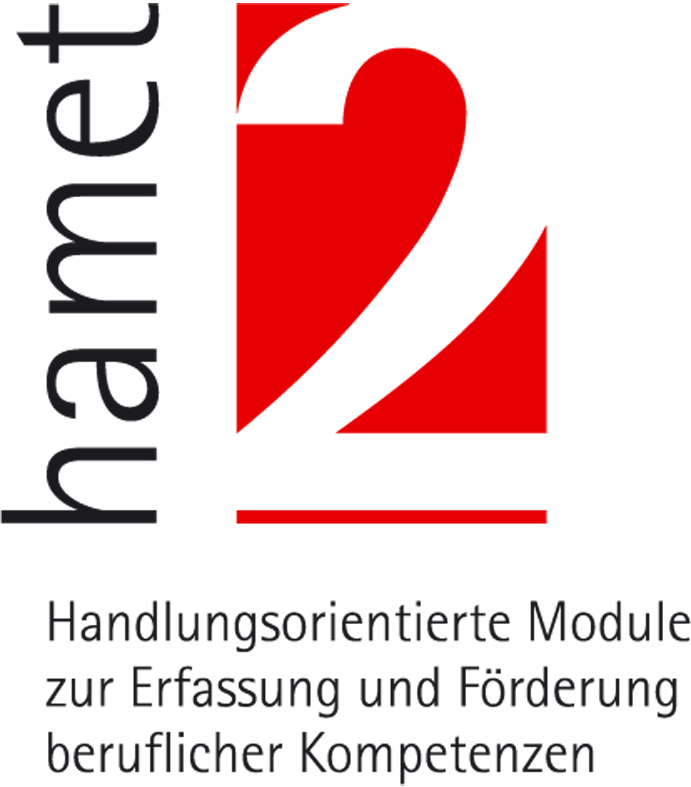 hamet
2
Handlungsorientierte Module
zur Erfassung und Förderung
beruflicher Kompetenzen